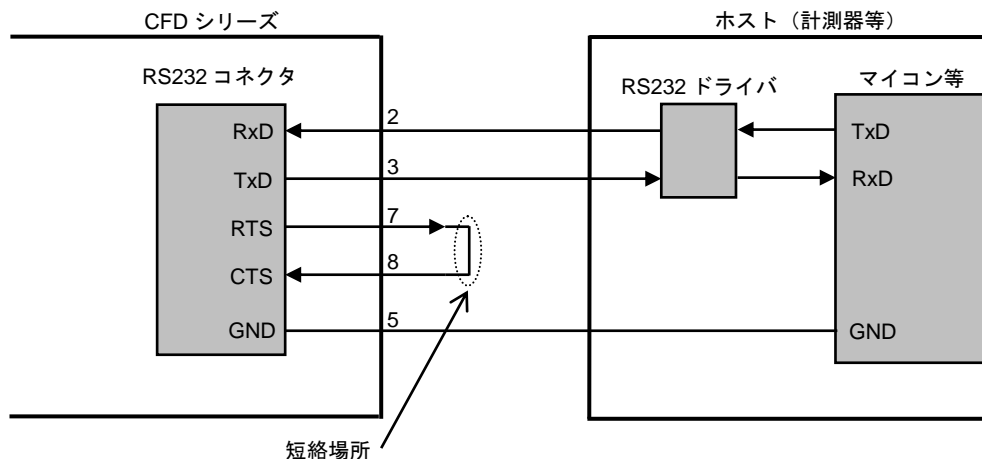 CFD シリーズ
ホスト（計測器等）
RS232 コネクタ
RS232 ドライバ
マイコン等
RxD
2
TxD
TxD
3
RxD
RTS
7
CTS
8
GND
5
GND
短絡場所